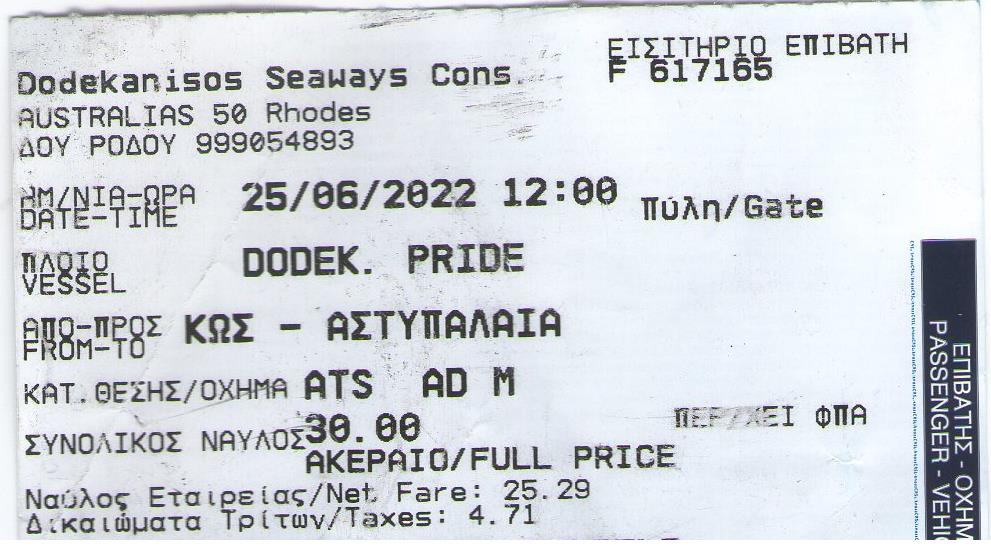 ΕΙΣΙΤΗΡΙΟ ΕΠΙΒΑΤΗ
Dodekanisos Seaways Cons.
F 617165
AUSTRALIAS 50 Rhodes
ΔΟΥ ΡΟΔΟΥ 999054893
ΗΜ/ΝΙΑ-ΩΡΑ
DATE-TIME
25/06/2022 12:00
Πύλη/Gate
ΠΛΟΙΟ
VESSEL
DODEK. PRIDE
ΑΠΟ-ΠΡΟΣ
FROM-TO
ΚΩΣ - ΑΣΤΥΠΑΛΑΙΑ
ΚΑΤ.ΘΕΣΗΣ/ΟΧΗΜΑ ATS AD M
ΣΥΝΟΛΙΚΟΣ ΝΑΥΛΟΣ 30.00
ΠΕΡ/ΧΕΙ ΦΠΑ
ΑΚΕΡΑΙΟ/FULL PRICE
Ναύλος Εταιρείας/Net Fare: 25.29
Δικαιώματα Τρίτων/Taxes: 4.71
ΕΠΙΒΑΤΗΣ - ΟΧΗΜ
PASSENGER - VEHIC